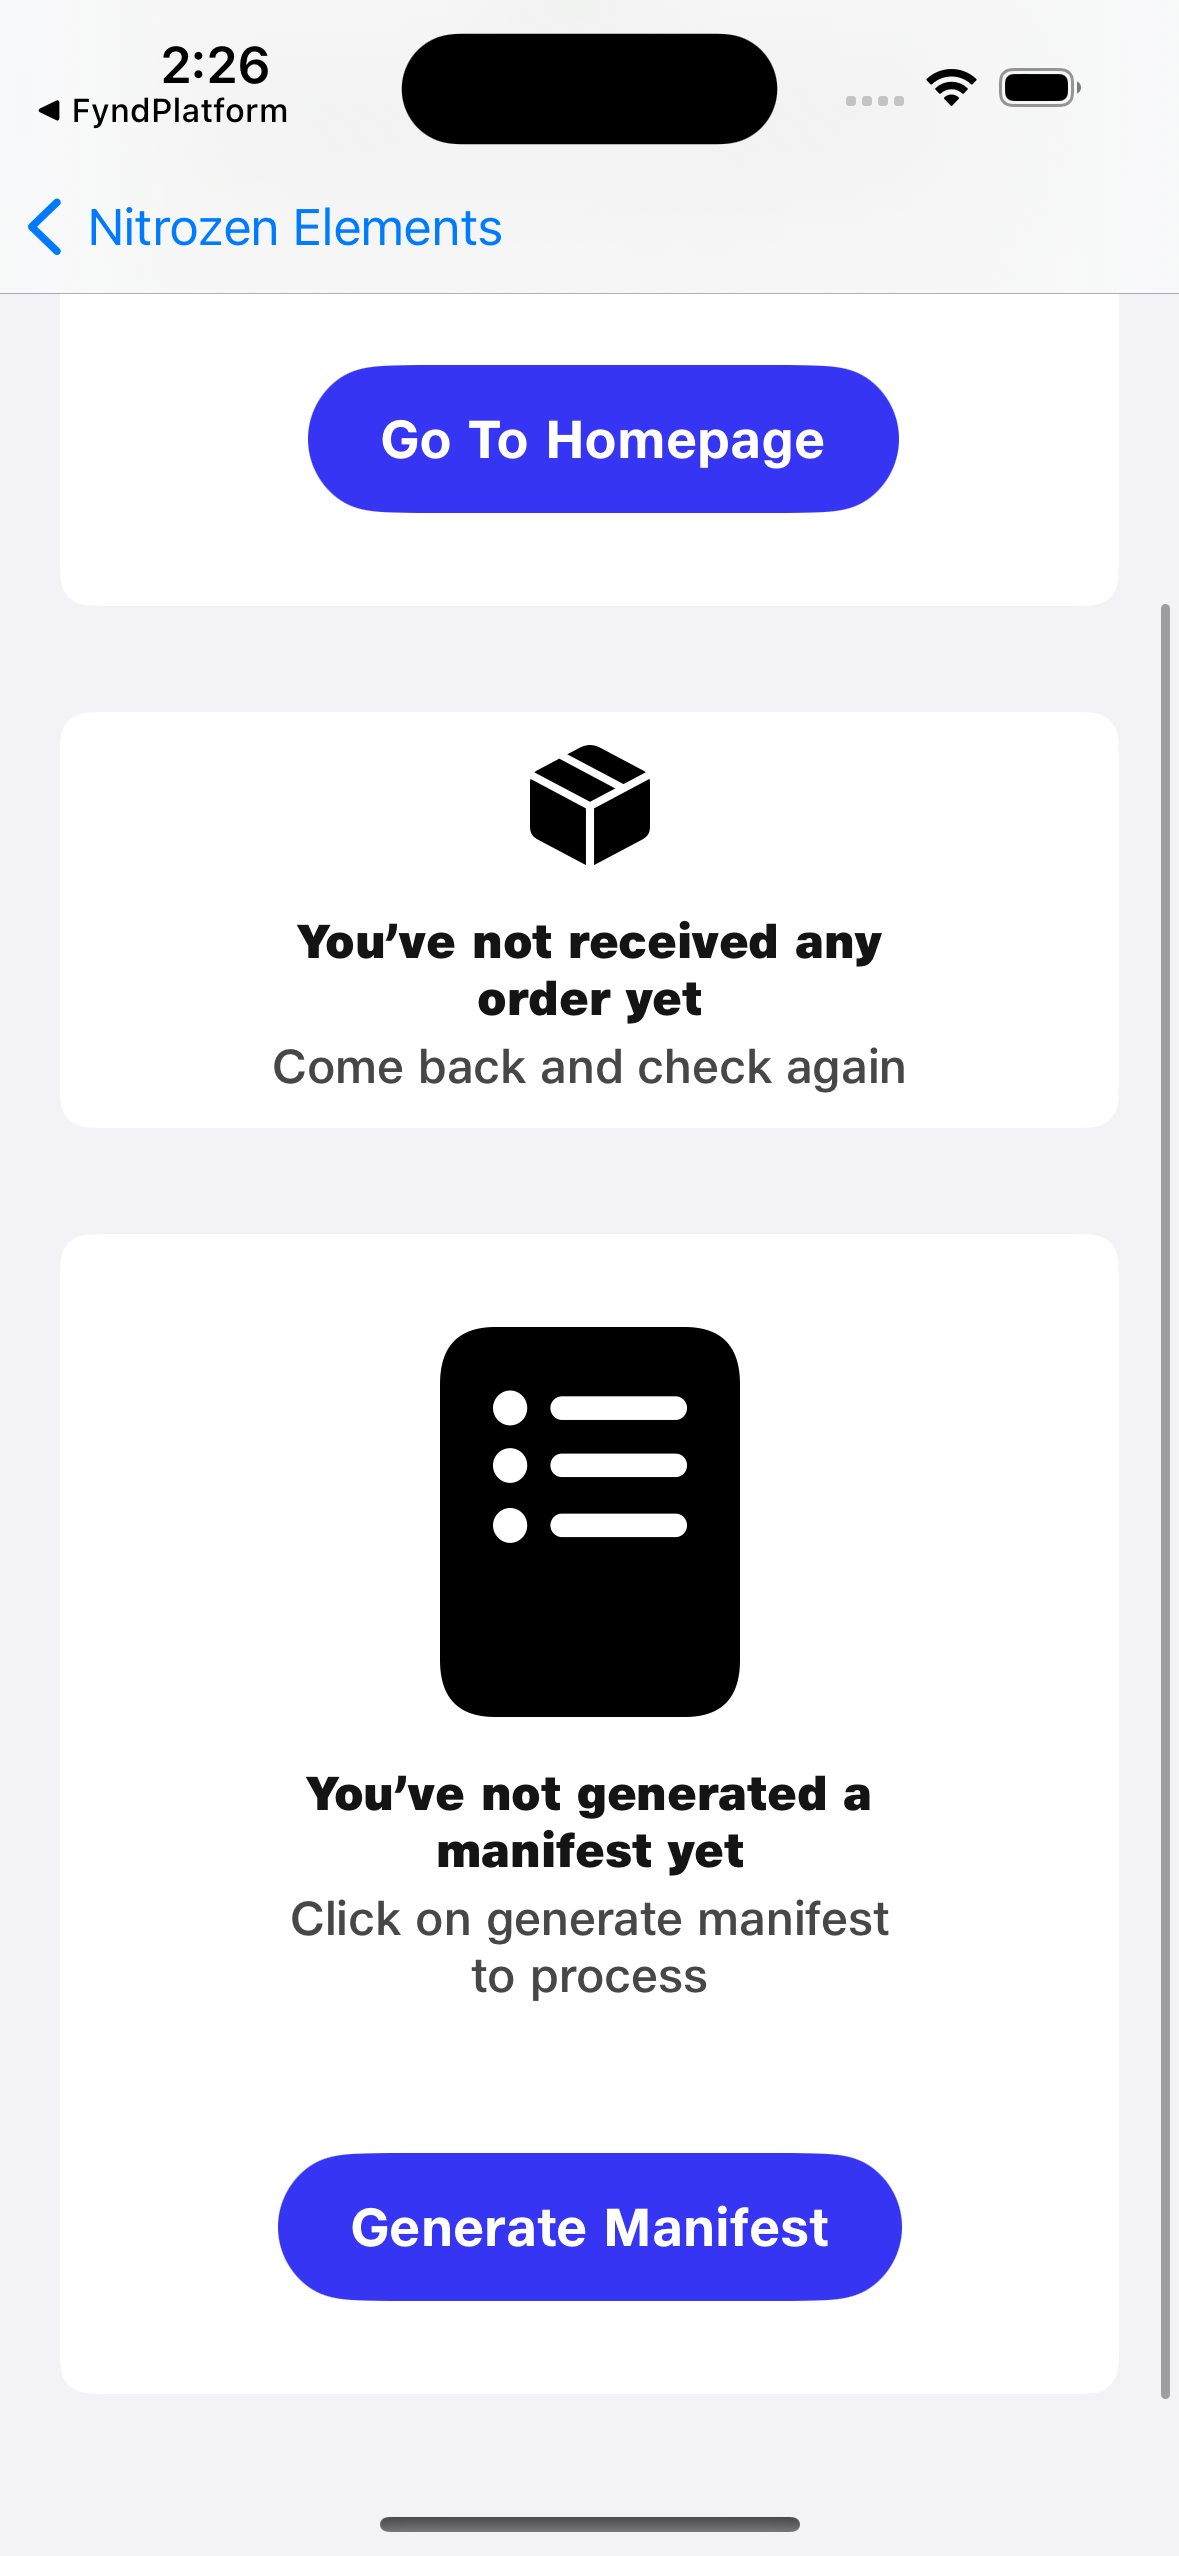 2:26
FyndPlatform
Nitrozen Elements
Go To Homepage
You’ve not received any
order yet
Come back and check again
You’ve not generated a
manifest yet
Click on generate manifest
to process
Generate Manifest